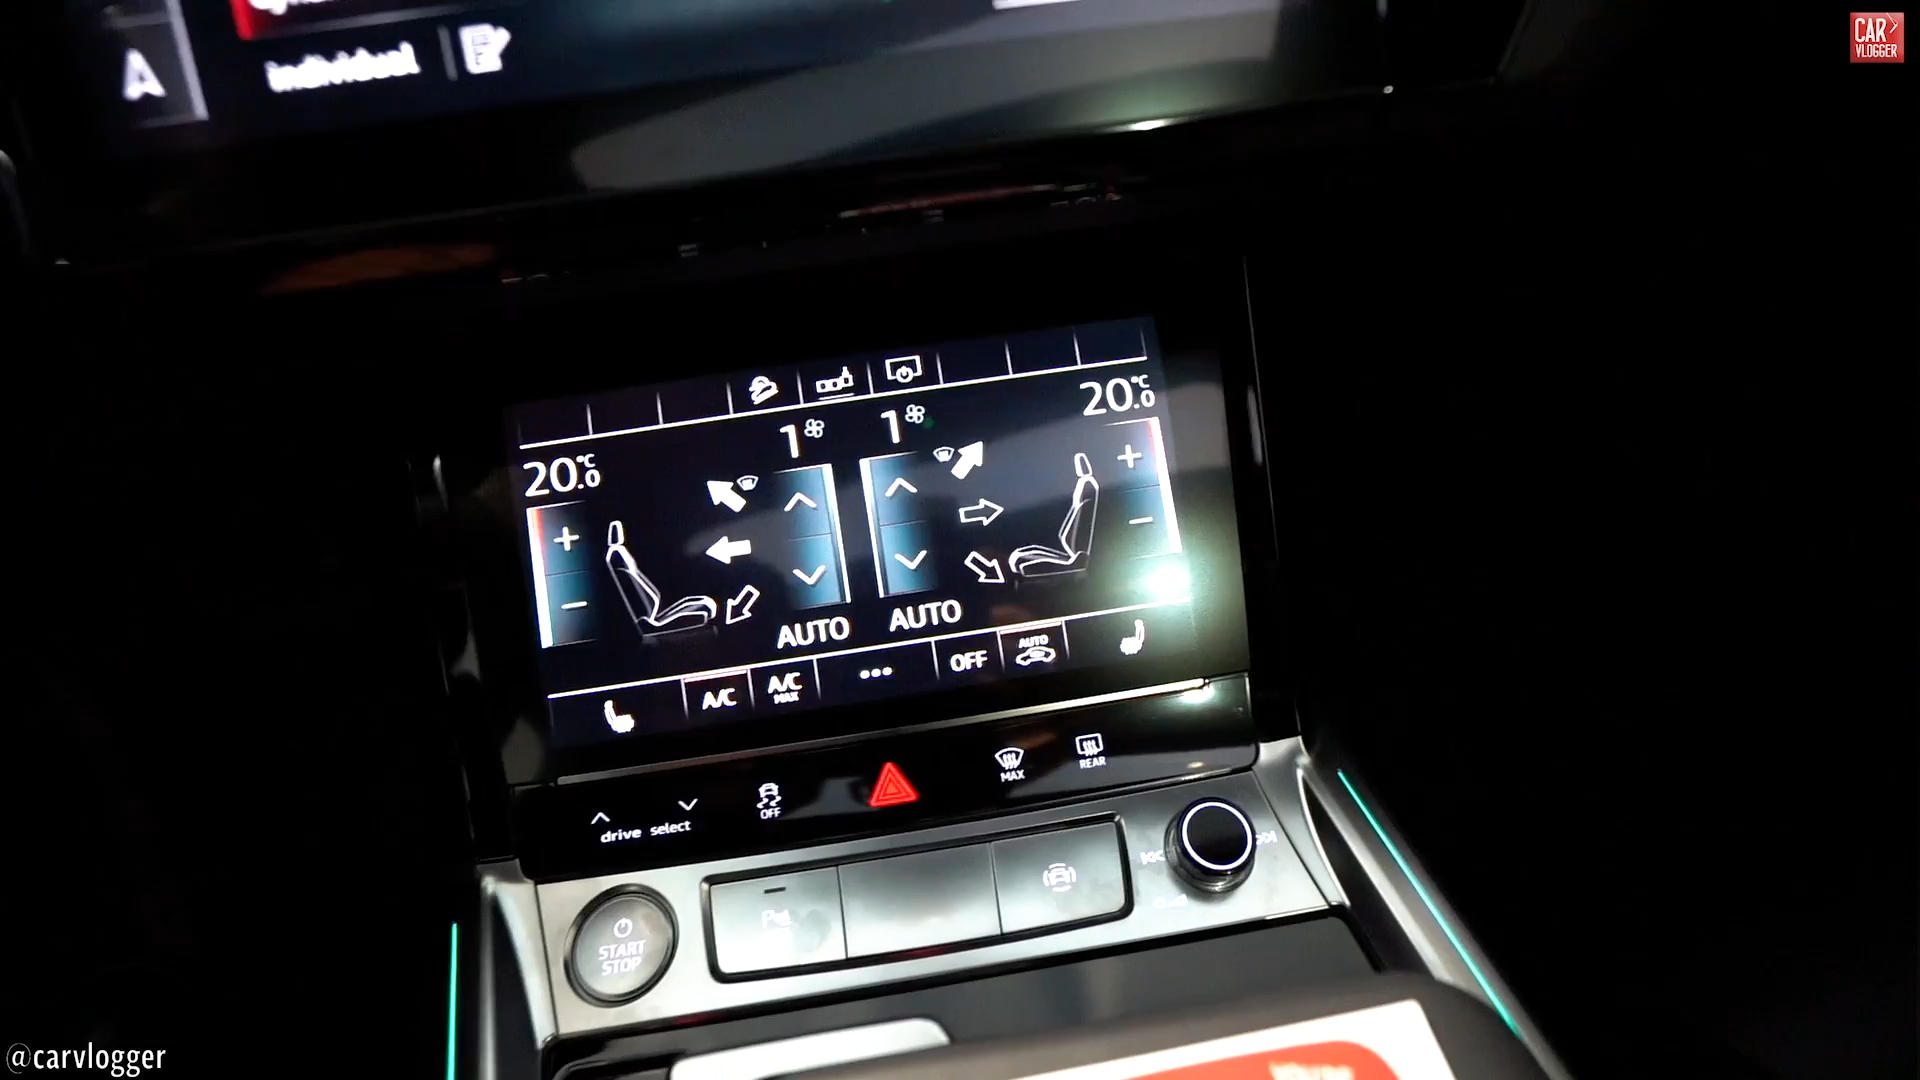 CAR
VLOGGER
A
individual
20.0°C
1
1
20.0°C
AUTO
AUTO
A/C
A/C
MAX
OFF
AUTO
drive select
OFF
MAX
REAR
START
STOP
@carvlogger